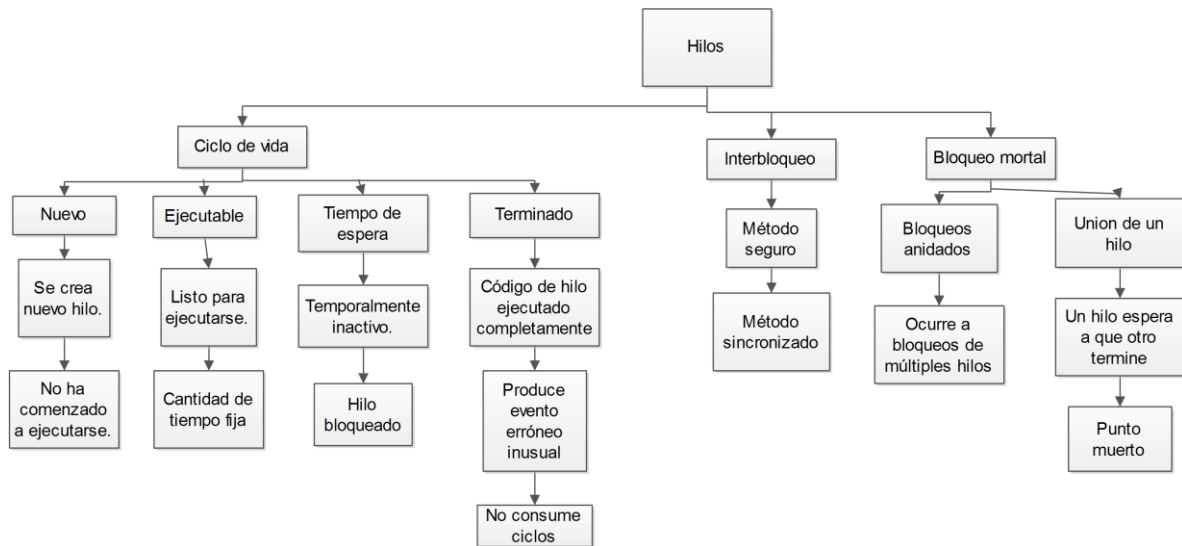 Hilos
Ciclo de vida
Interbloqueo
Bloqueo mortal
Nuevo
Ejecutable
Tiempo de
espera
Terminado
Método
seguro
Bloqueos
anidados
Union de un
hilo
Se crea
nuevo hilo.
Listo para
ejecutarse.
Temporalmente
inactivo.
Código de hilo
ejecutado
completamente
Método
sincronizado
Ocurre a
bloqueos de
múltiples hilos
Un hilo espera
a que otro
termine
No ha
comenzado
a ejecutarse.
Cantidad de
tiempo fija
Hilo
bloqueado
Produce
evento
erróneo
inusual
Punto
muerto
No consume
ciclos